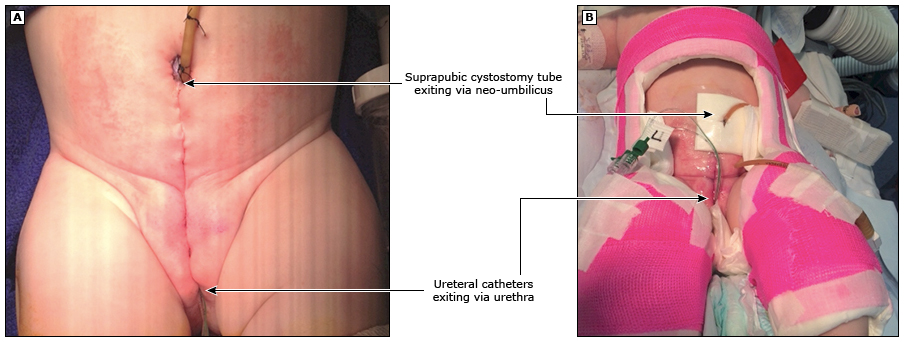 A
B
Suprapubic cystostomy tube
exiting via neo-umbilicus
L
Ureteral catheters
exiting via urethra